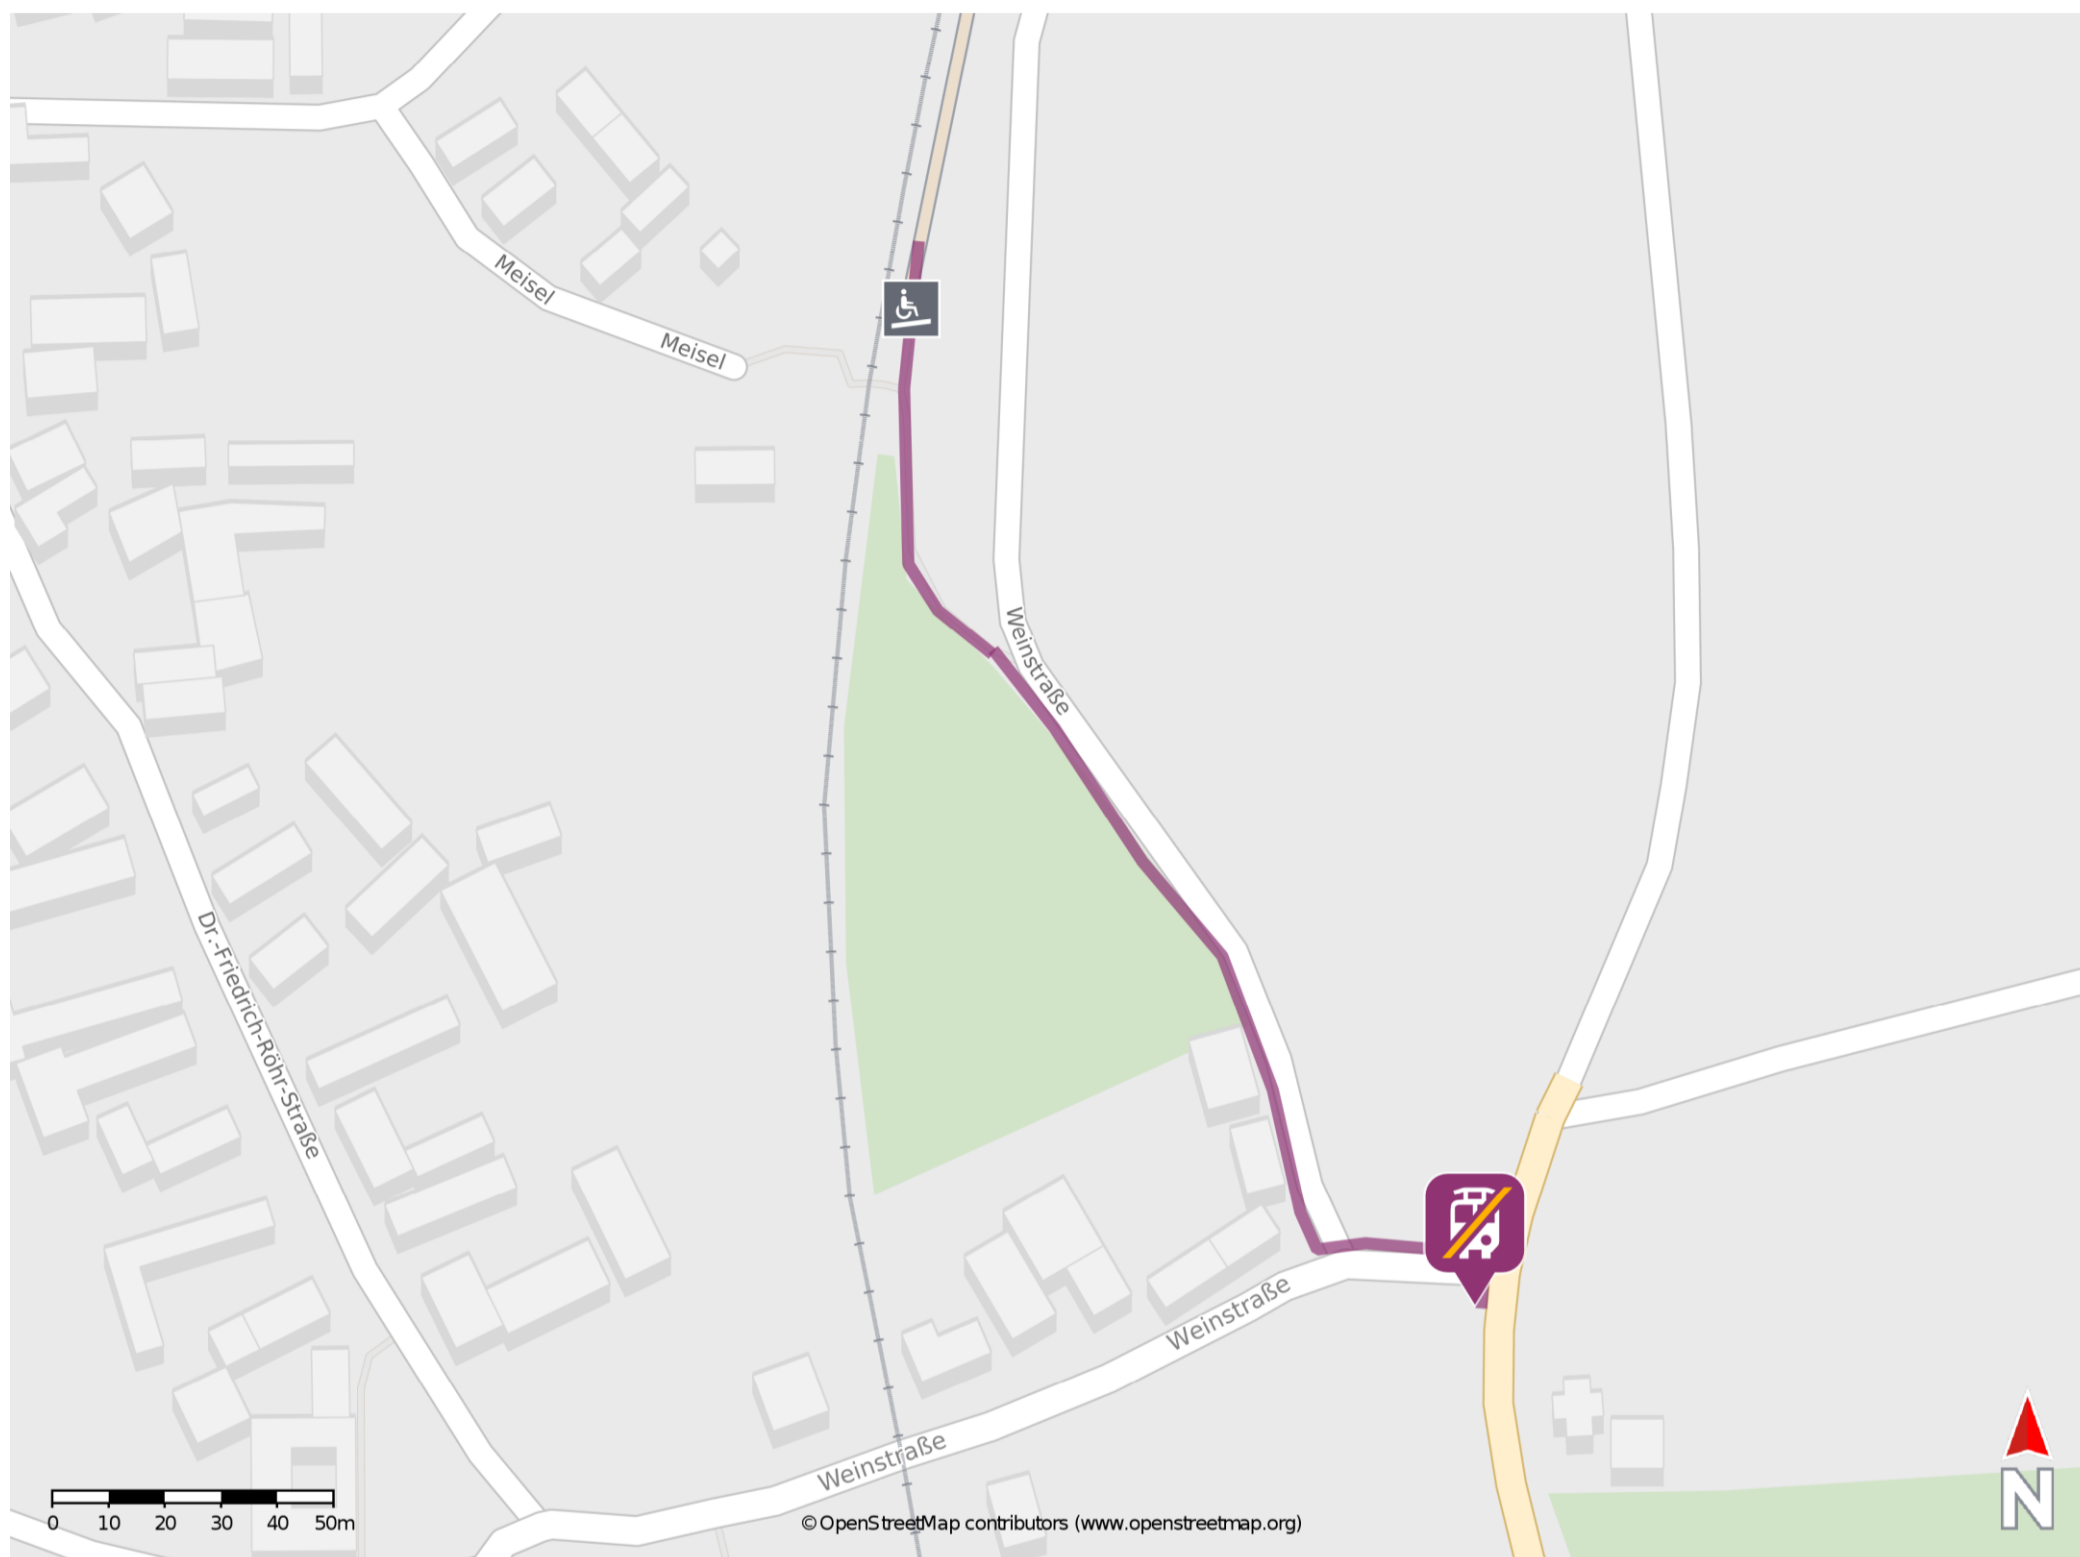 Meisel
Meisel
Weinstraße
Dr.-Friedrich-Röhr-Straße
Weinstraße
Weinstraße
0 10 20 30 40 50m
©OpenStreetMap contributors (www.openstreetmap.org)
N